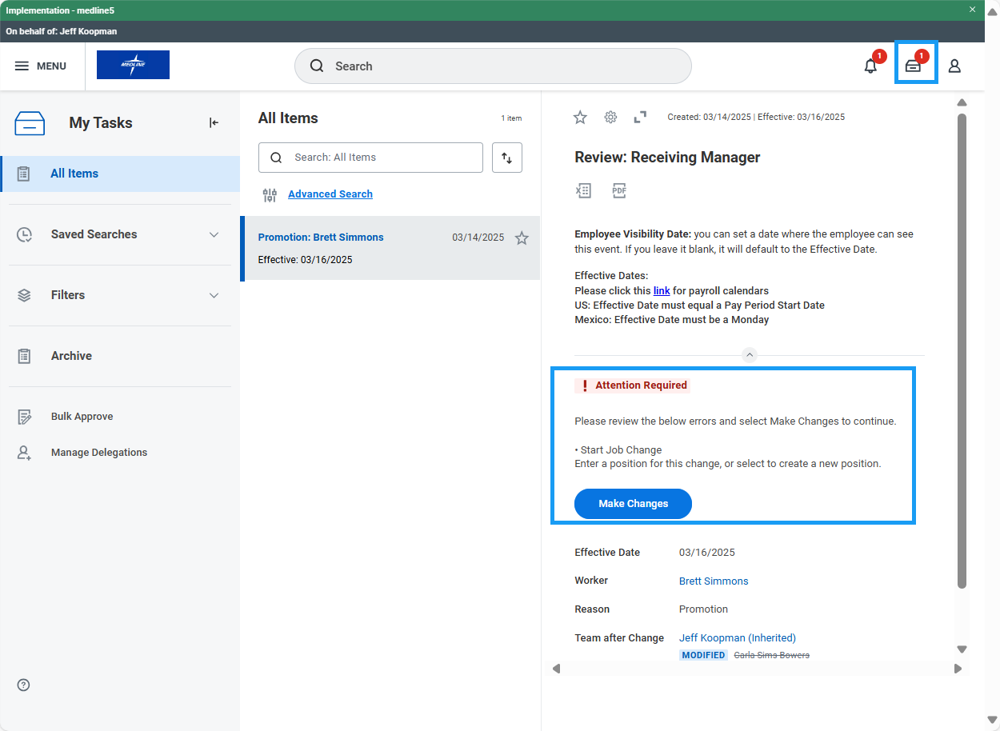 Implementation - medline5
On behalf of: Jeff Koopman
MENU
MEDLINE
Search
1
1
My Tasks
All Items
Saved Searches
Filters
Archive
Bulk Approve
Manage Delegations
All Items
1 item
Search: All Items
Advanced Search
Promotion: Brett Simmons
03/14/2025
Effective: 03/16/2025
Created: 03/14/2025 | Effective: 03/16/2025
Review: Receiving Manager
X
PDF
Employee Visibility Date: you can set a date where the employee can see
this event. If you leave it blank, it will default to the Effective Date.
Effective Dates:
Please click this link for payroll calendars
US: Effective Date must equal a Pay Period Start Date
Mexico: Effective Date must be a Monday
Attention Required
Please review the below errors and select Make Changes to continue.
• Start Job Change
Enter a position for this change, or select to create a new position.
Make Changes
Effective Date 03/16/2025
Worker Brett Simmons
Reason Promotion
Team after Change Jeff Koopman (Inherited)
MODIFIED Carla Sims Bowers